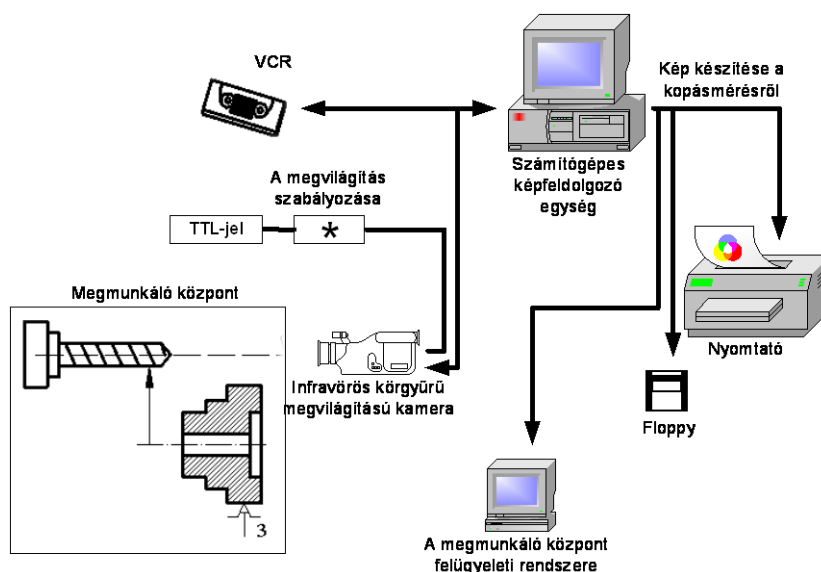 VCR
Kép készítése a
kopásmérésről
Számítógépes
képfeldolgozó
egység
A megvilágítás
szabályozása
TTL-jel
*
Megmunkáló központ
Nyomtató
Infravörös körgyűrű
megvilágítású kamera
Floppy
3
A megmunkáló központ
felügyeleti rendszere